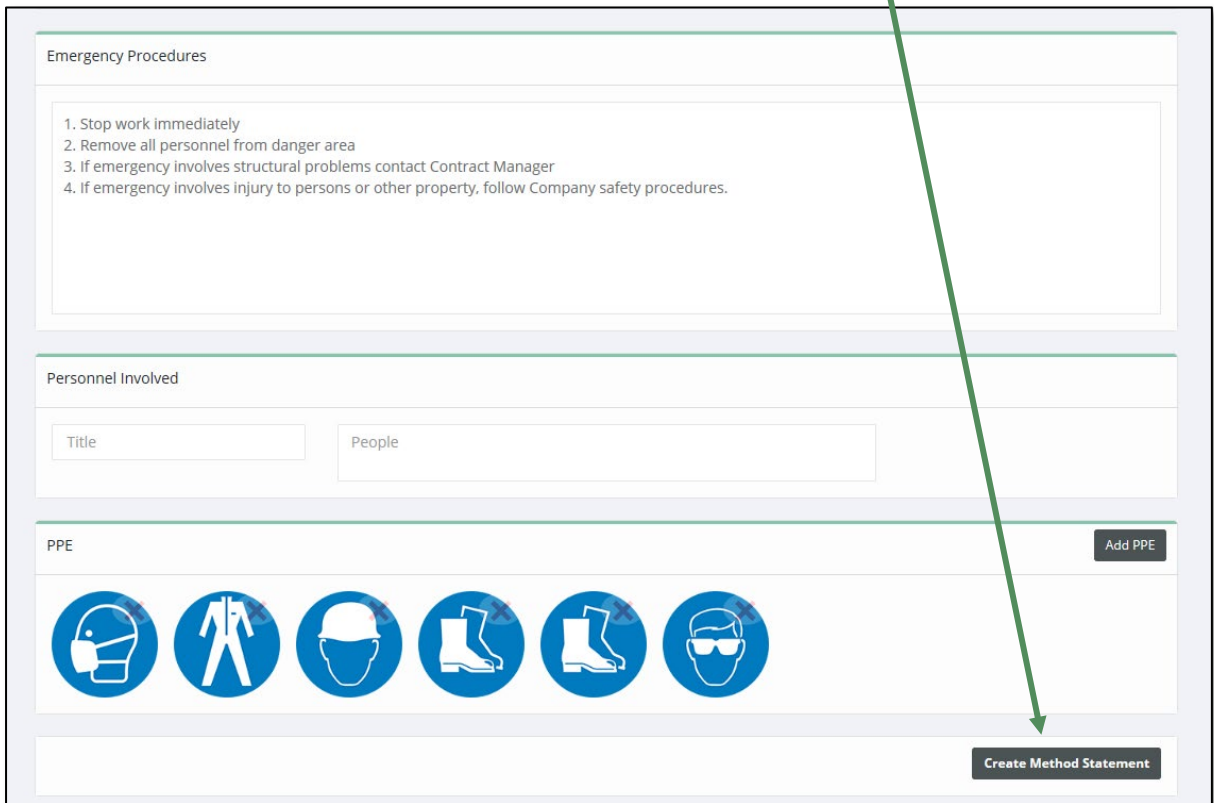 Emergency Procedures
1. Stop work immediately
2. Remove all personnel from danger area
3. If emergency involves structural problems contact Contract Manager
4. If emergency involves injury to persons or other property, follow Company safety procedures.
Personnel Involved
Title
People
PPE
Add PPE
Create Method Statement